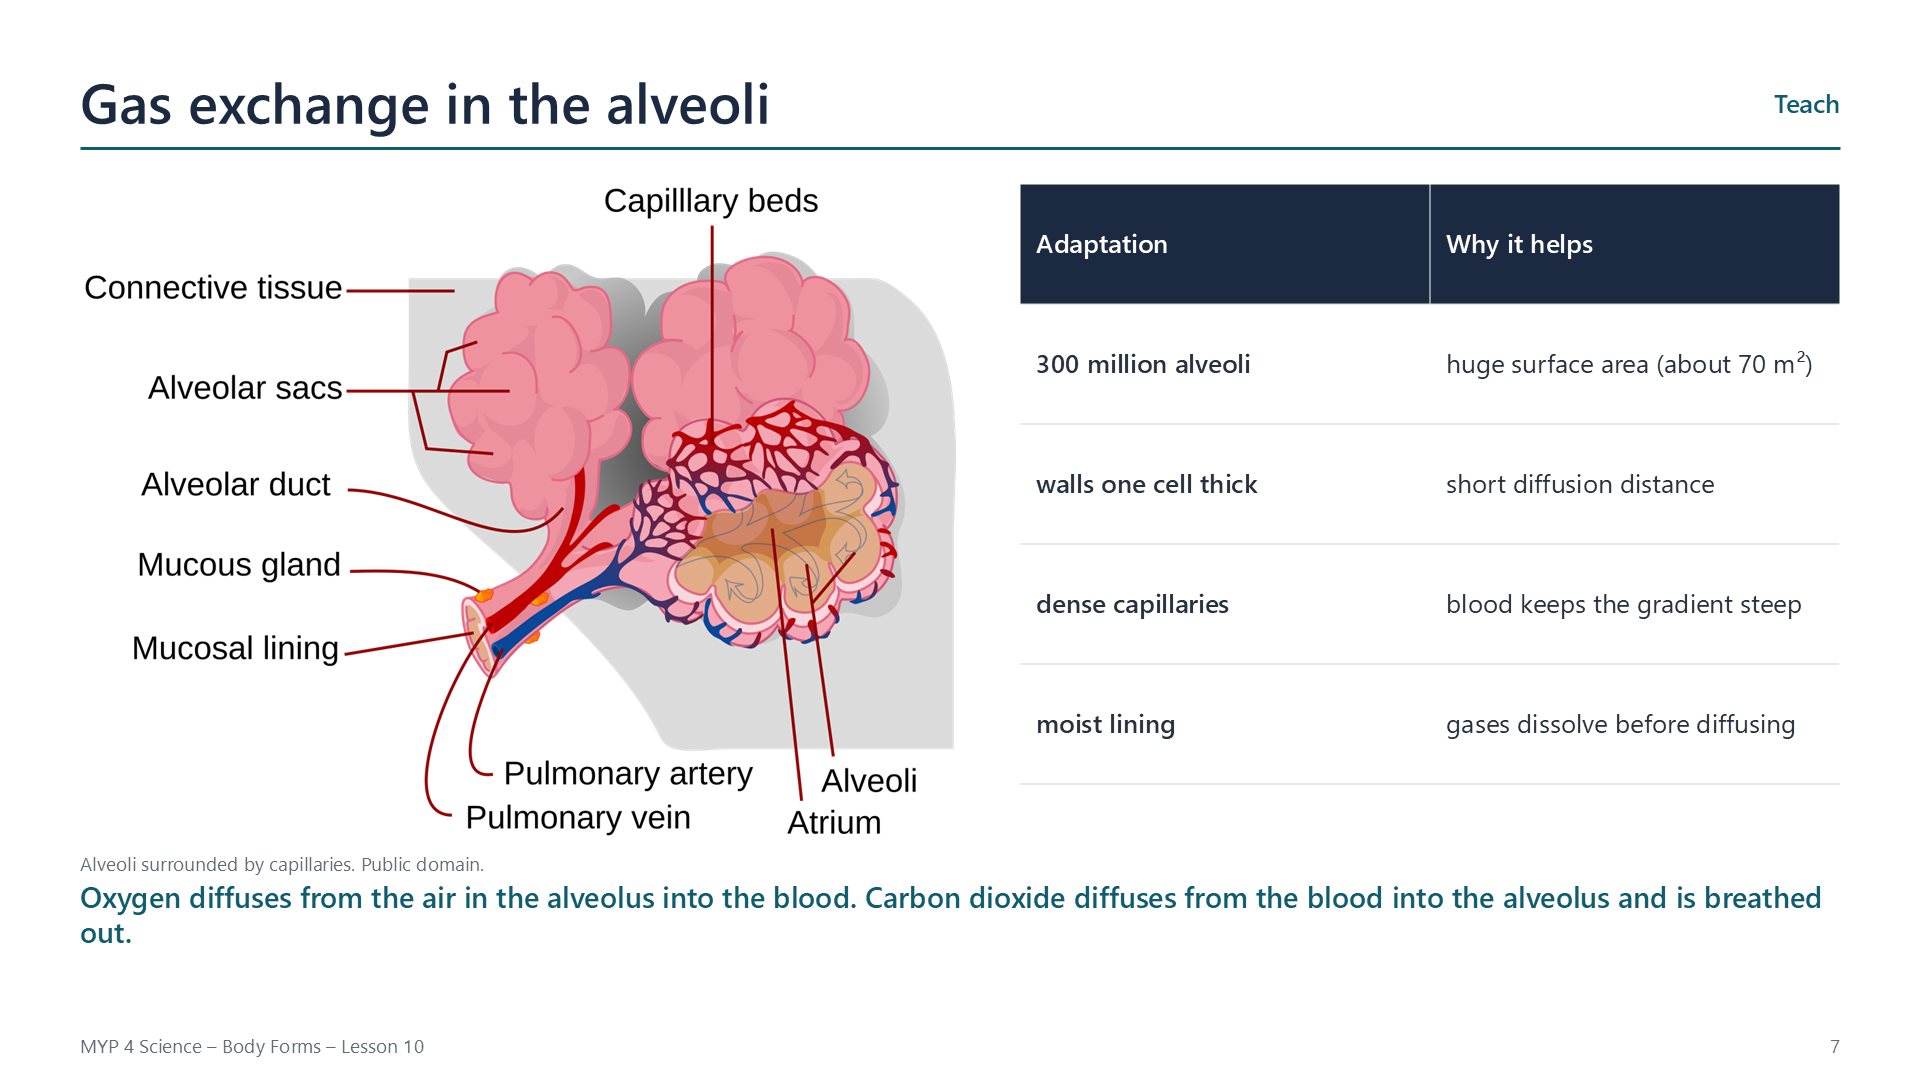 Gas exchange in the alveoli
Teach
Capilllary beds
Connective tissue
Alveolar sacs
Alveolar duct
Mucous gland
Mucosal lining
Pulmonary artery
Pulmonary vein
Alveoli
Atrium
Adaptation Why it helps
300 million alveoli huge surface area (about 70 m²)
walls one cell thick short diffusion distance
dense capillaries blood keeps the gradient steep
moist lining gases dissolve before diffusing
Alveoli surrounded by capillaries. Public domain.
Oxygen diffuses from the air in the alveolus into the blood. Carbon dioxide diffuses from the blood into the alveolus and is breathed
out.
MYP 4 Science – Body Forms – Lesson 10
7